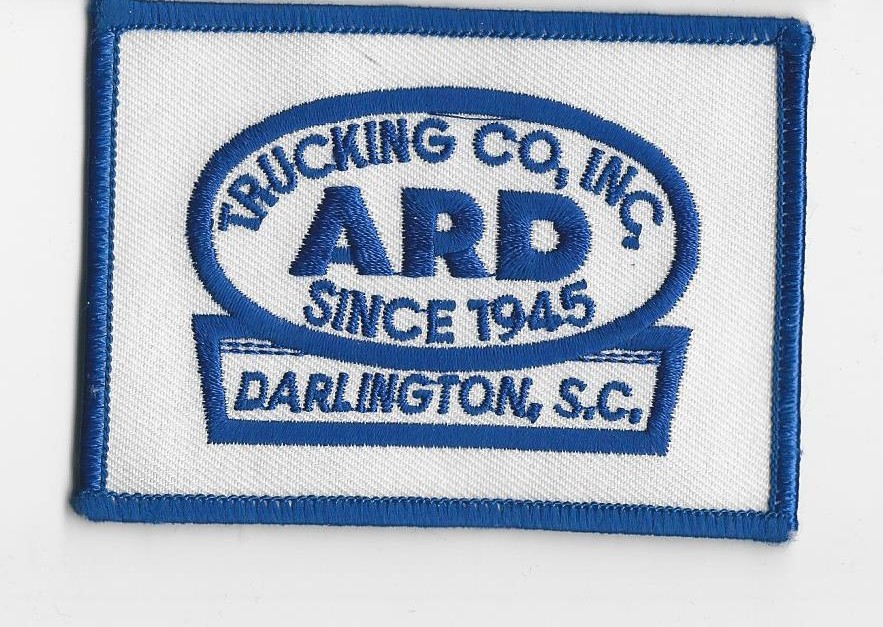 TRUCKING CO, INC.
ARD
SINCE 1945
DARLINGTON, S.C.